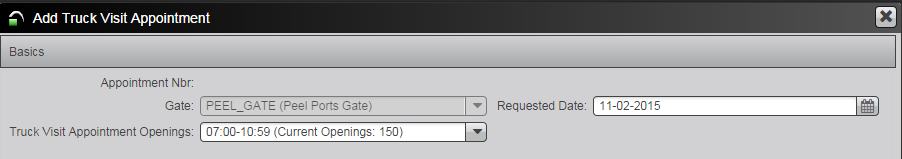 Add Truck Visit Appointment
Basics
Appointment Nbr:
Gate: PEEL_GATE (Peel Ports Gate) Requested Date: 11-02-2015
Truck Visit Appointment Openings: 07:00-10:59 (Current Openings: 150)